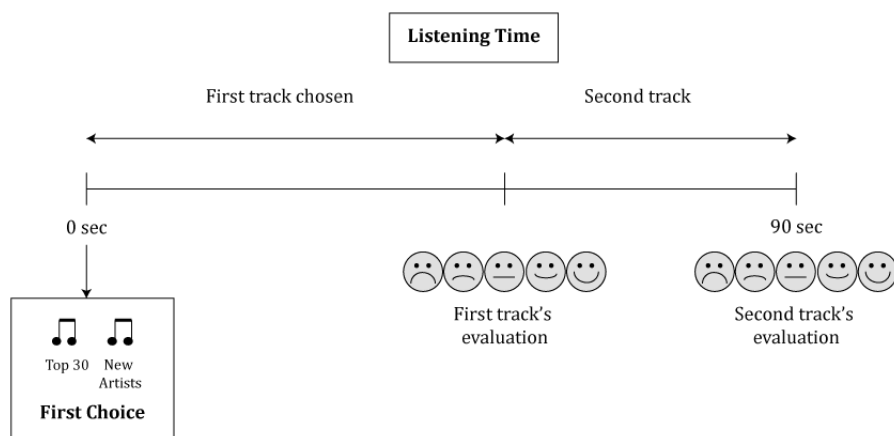 Listening Time
First track chosen
Second track
0 sec
90 sec
First track's
evaluation
Second track's
evaluation
Top 30
New
Artists
First Choice